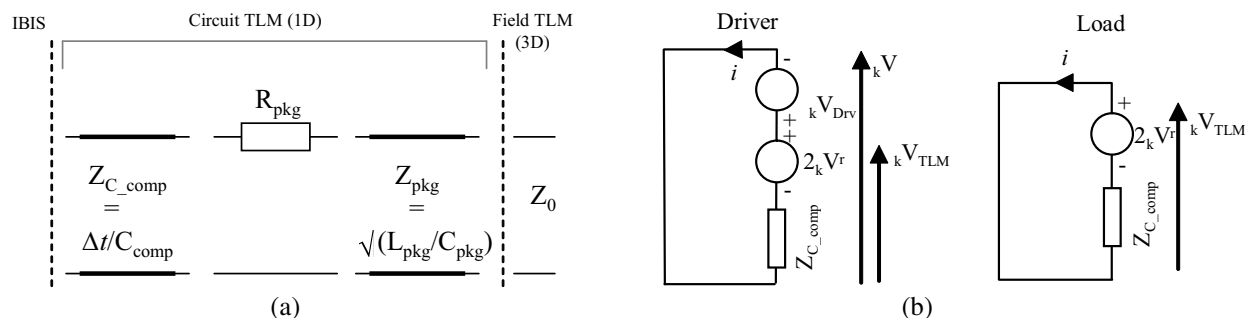 IBIS
Circuit TLM (1D)
Field TLM
(3D)
R_pkg
Z_C_comp
=
Δt/C_comp
Z_pkg
=
√(L_pkg/C_pkg)
Z_0
(a)
Driver
i
-
_kV_Drv
+
+
2_kV^r
-
Z_C_comp
_kV
_kV_TLM
Load
i
+
2_kV^r
-
Z_C_comp
_kV_TLM
(b)